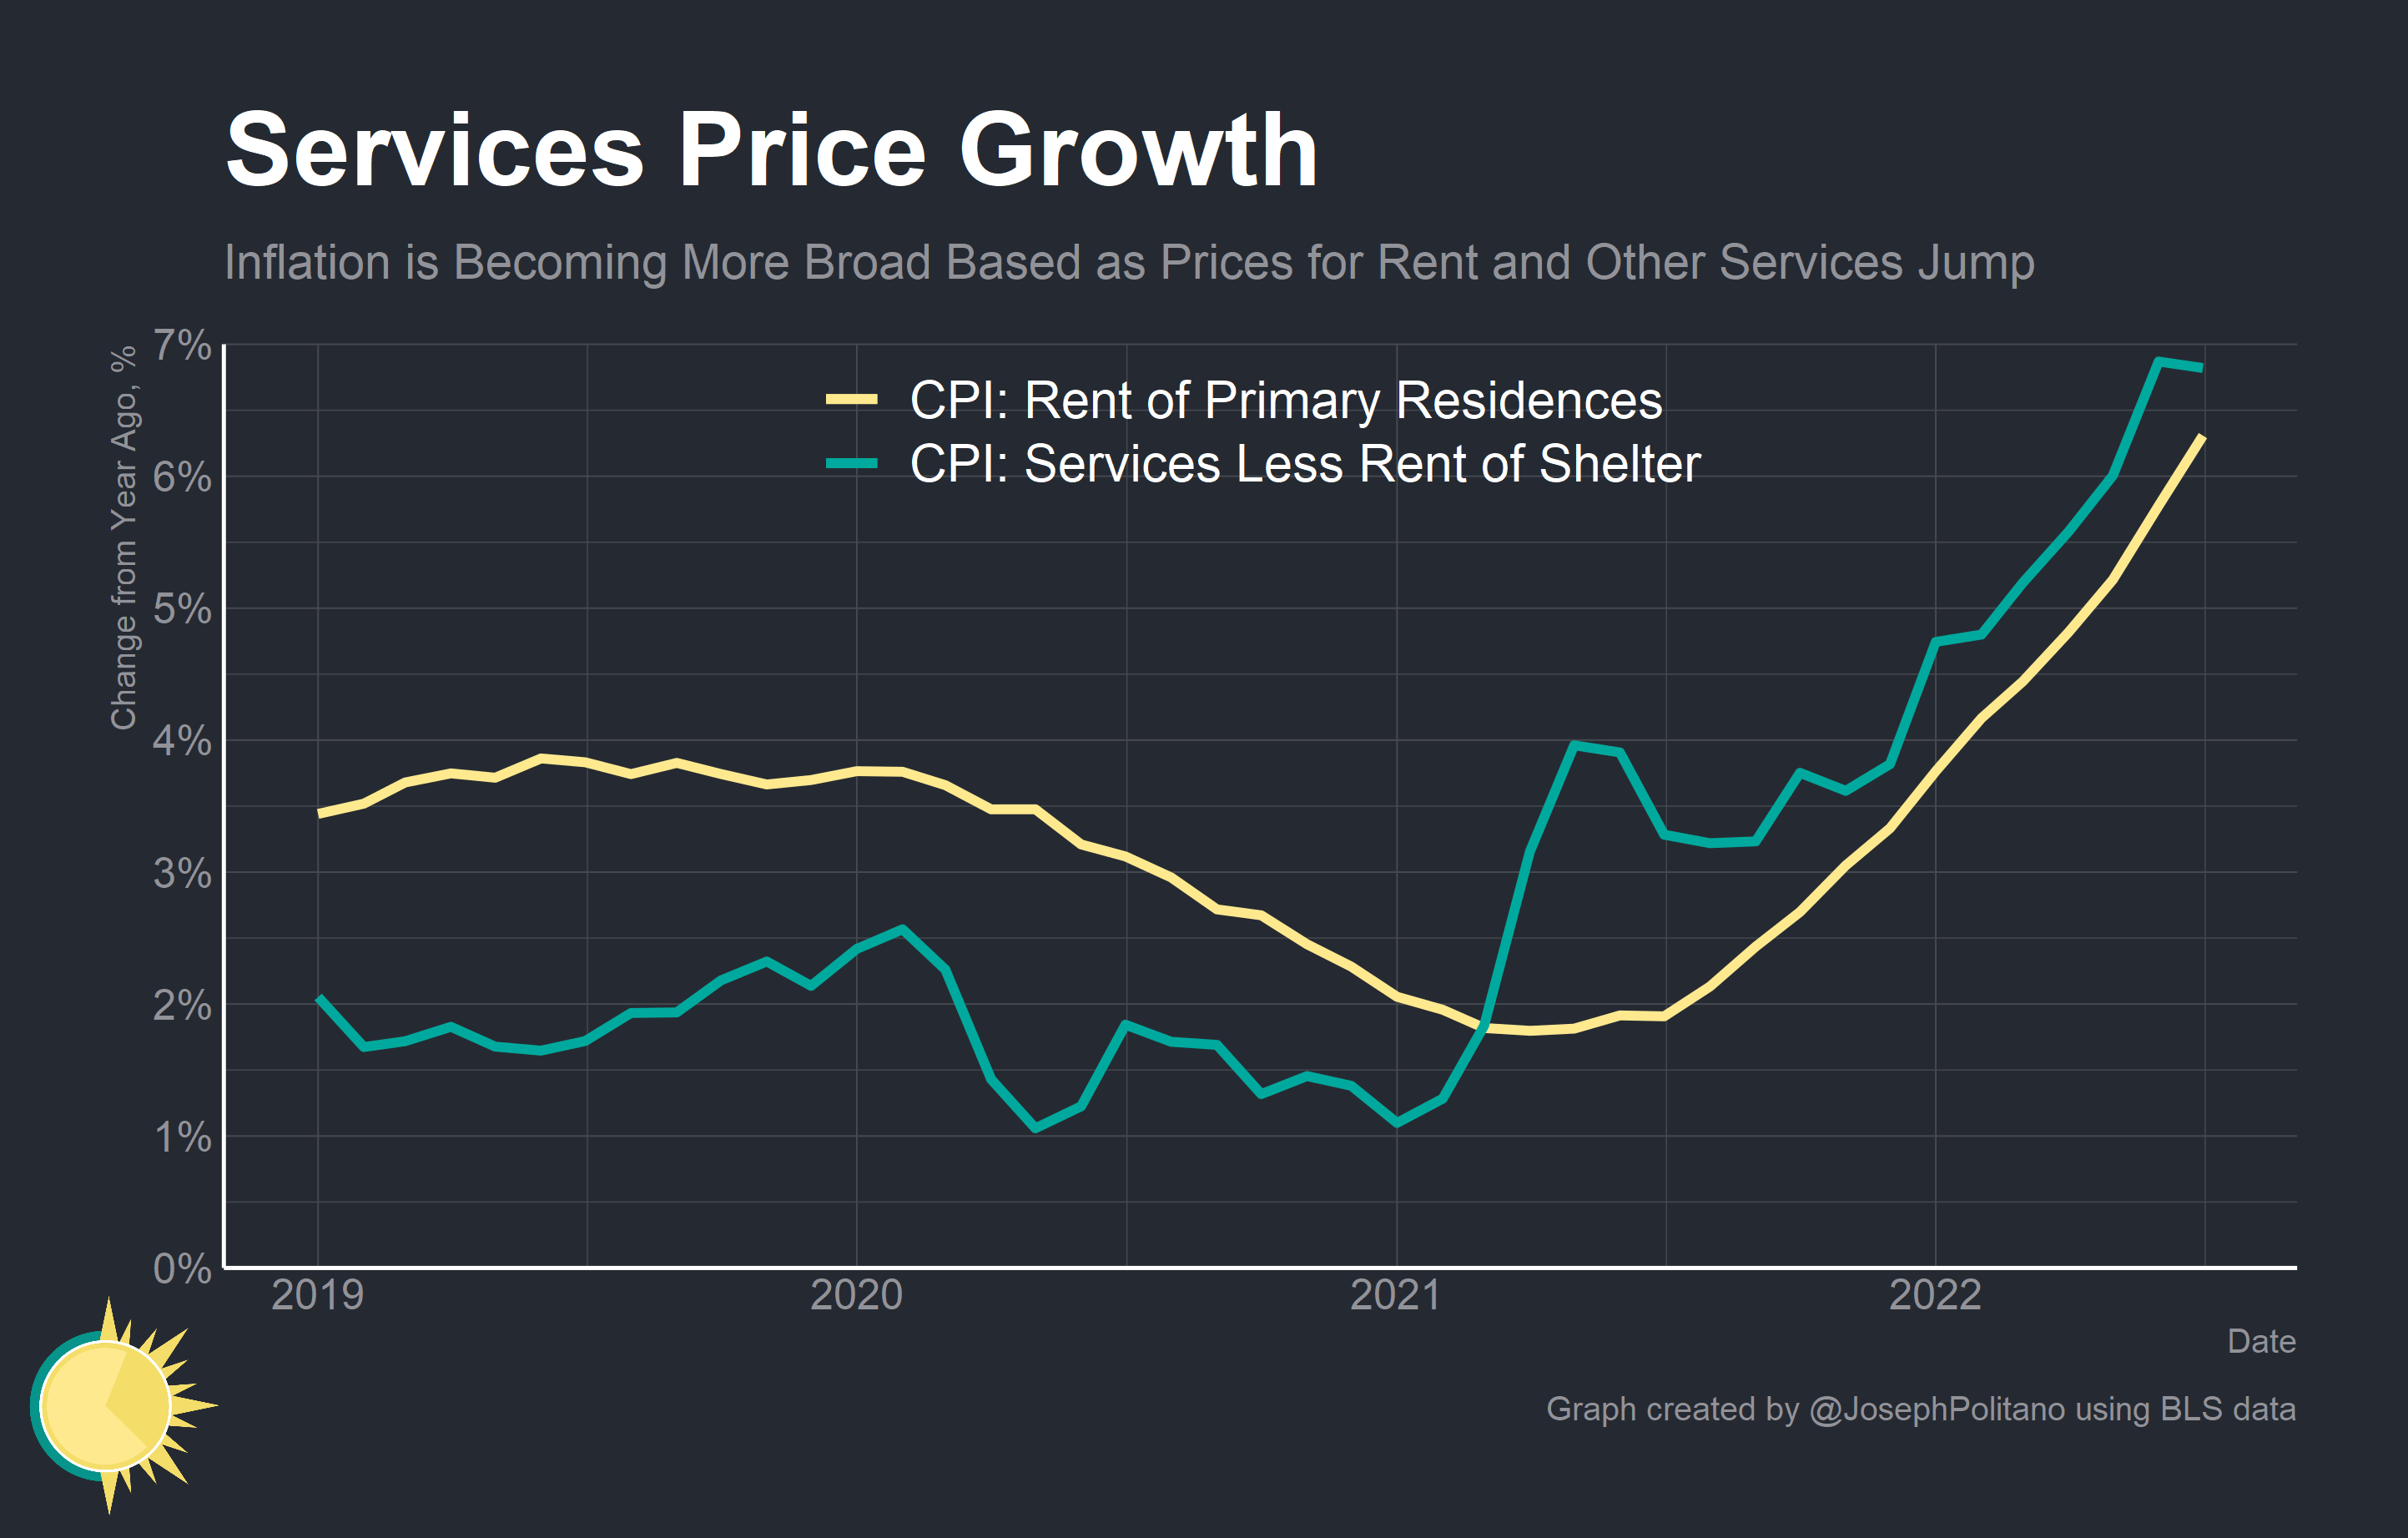 Services Price Growth
Inflation is Becoming More Broad Based as Prices for Rent and Other Services Jump
Change from Year Ago, %
7%
6%
5%
4%
3%
2%
1%
0%
CPI: Rent of Primary Residences
CPI: Services Less Rent of Shelter
2019
2020
2021
2022
Date
Graph created by @JosephPolitano using BLS data